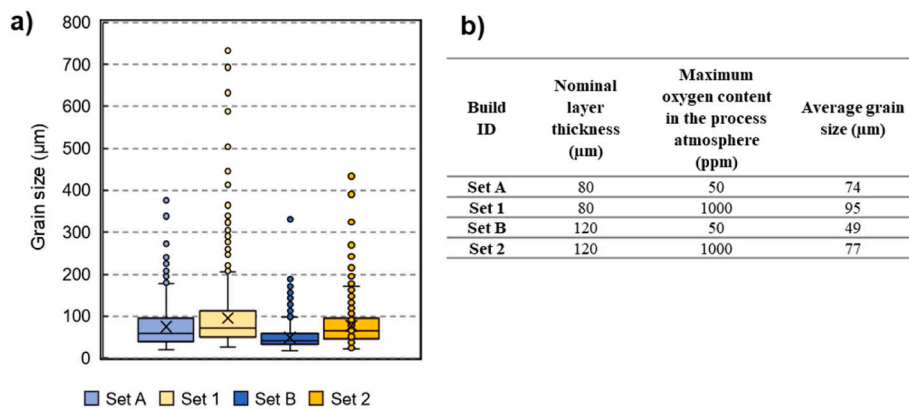 a)
Grain size (µm)
800
700
600
500
400
300
200
100
0
Set A Set 1 Set B Set 2
b)
Build ID
Nominal layer thickness (µm)
Maximum oxygen content in the process atmosphere (ppm)
Average grain size (µm)
Set A 80 50 74
Set 1 80 1000 95
Set B 120 50 49
Set 2 120 1000 77